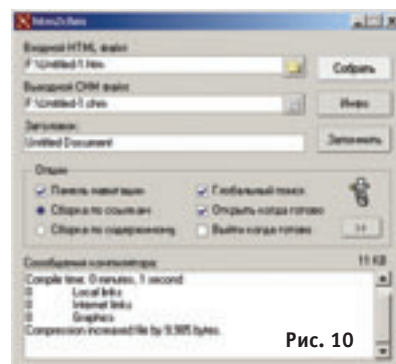 htm2chm
Входной HTML файл:
F:\Untitled-1.htm
Собрать
Выходной CHM файл:
F:\Untitled-1.chm
Инфо
Заголовок:
Untitled Document
Запомнить
Опции
Панель навигации
Глобальный поиск
Сборка по ссылкам
Открыть когда готово
Сборка по содержимому
Выйти когда готово
>>
Сообщения компилятора:
11 KB
Compile time: 0 minutes, 1 second
0 Local links
0 Internet links
0 Graphics
Compression increased file by 9,985 bytes.
Рис. 10